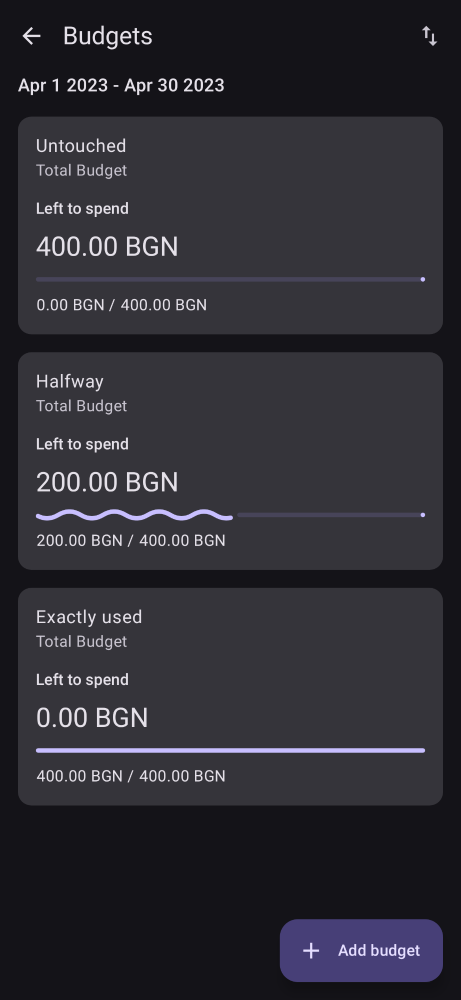 Budgets
Apr 1 2023 - Apr 30 2023
Untouched
Total Budget
Left to spend
400.00 BGN
0.00 BGN / 400.00 BGN
Halfway
Total Budget
Left to spend
200.00 BGN
200.00 BGN / 400.00 BGN
Exactly used
Total Budget
Left to spend
0.00 BGN
400.00 BGN / 400.00 BGN
Add budget